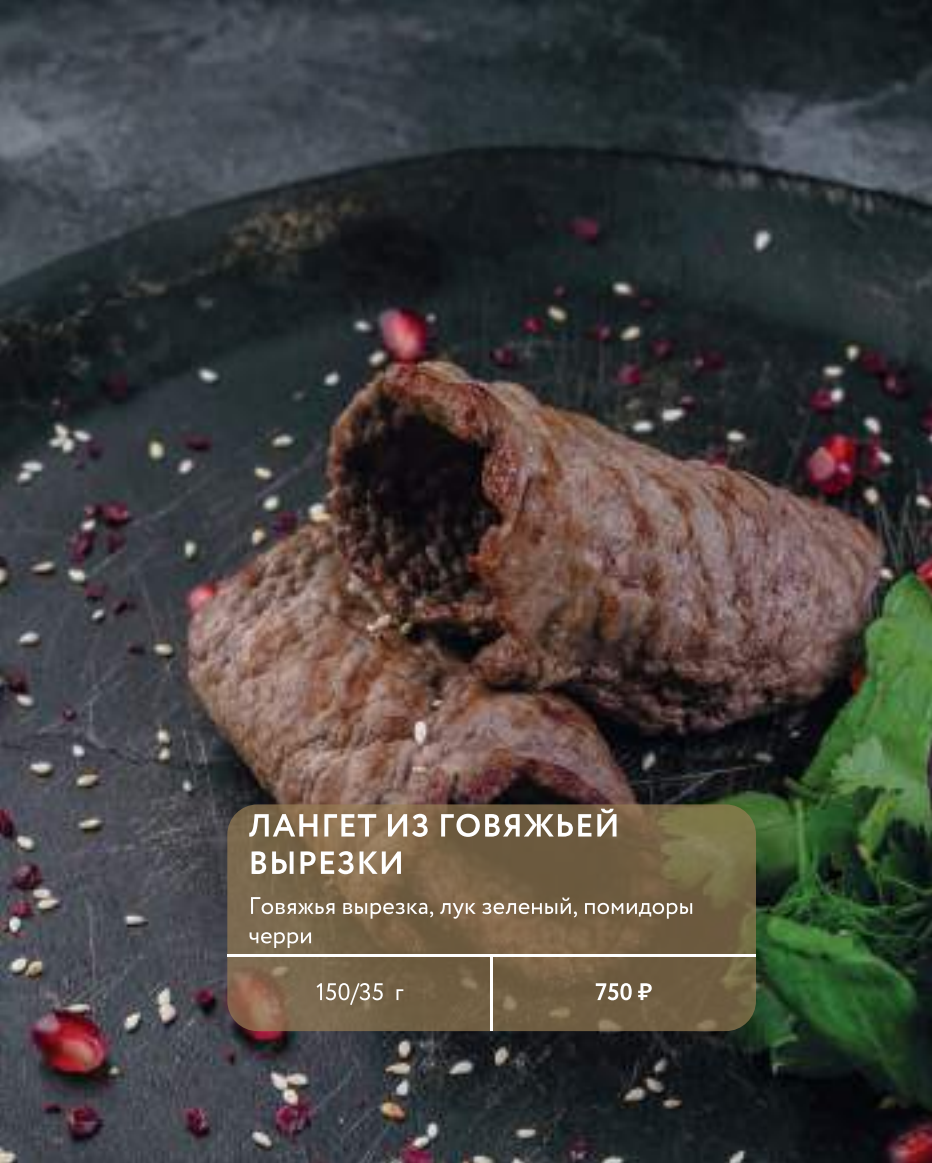 ЛАНГЕТ ИЗ ГОВЯЖЬЕЙ
ВЫРЕЗКИ
Говяжья вырезка, лук зеленый, помидоры
черри
150/35 г
750 ₽